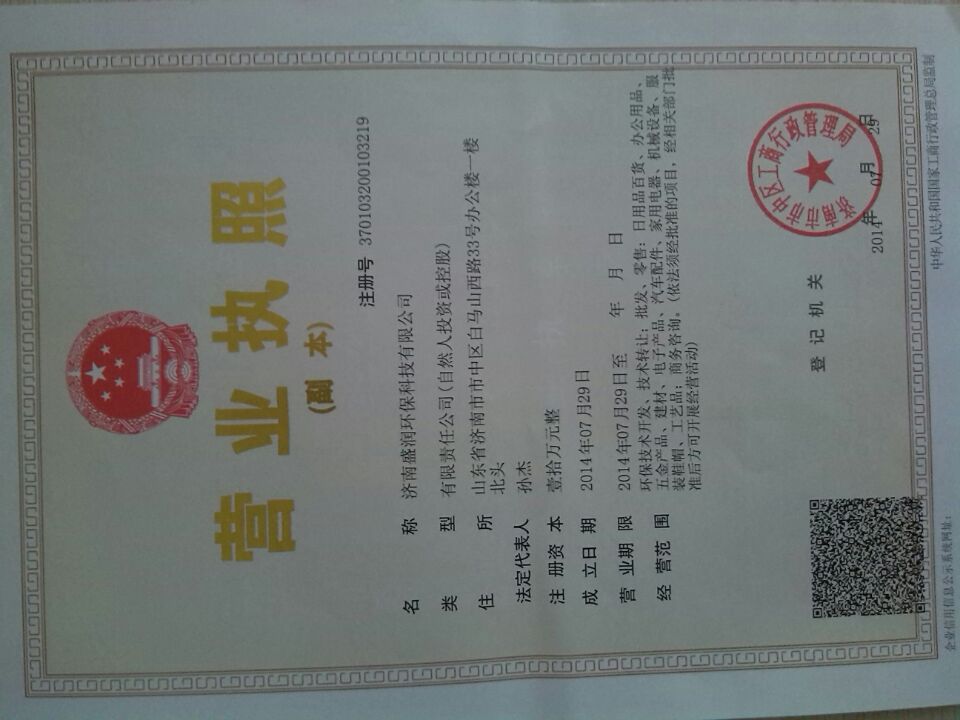 营业执照
(副本)
注册号 370103200103219
名称 济南盛润环保科技有限公司
类型 有限责任公司(自然人投资或控股)
住所 山东省济南市市中区白马山西路33号办公楼一楼
北头
法定代表人 孙杰
注册资本 壹拾万元整
成立日期 2014年07月29日
营业期限 2014年07月29日至 年 月 日
经营范围 环保技术开发、技术转让;批发、零售:日用品百货、办公用品、
五金产品、建材、电子产品、汽车配件、家用电器、机械设备、服
装鞋帽、工艺品;商务咨询。(依法须经批准的项目,经相关部门批
准后方可开展经营活动)
登记机关
济南市市中区工商行政管理局
2014年07月29日
企业信用信息公示系统网址:
中华人民共和国国家工商行政管理总局监制